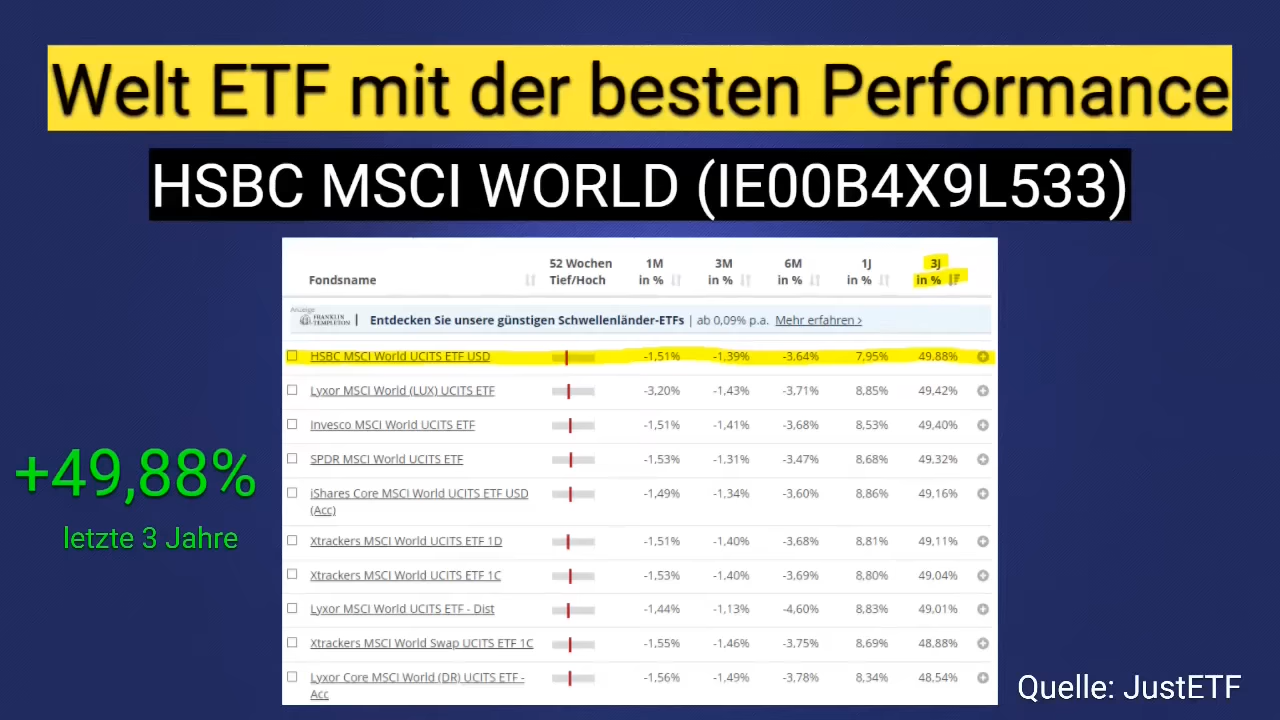 Welt ETF mit der besten Performance
HSBC MSCI WORLD (IE00B4X9L533)
Fondsname 52 Wochen Tief/Hoch 1M in % 3M in % 6M in % 1J in % 3J in %
Anzeige
FRANKLIN TEMPLETON | Entdecken Sie unsere günstigen Schwellenländer-ETFs | ab 0,09% p.a. Mehr erfahren >
HSBC MSCI World UCITS ETF USD -1,51% -1,39% -3,64% 7,95% 49,88%
Lyxor MSCI World (LUX) UCITS ETF -3,20% -1,43% -3,71% 8,85% 49,42%
Invesco MSCI World UCITS ETF -1,51% -1,41% -3,68% 8,53% 49,40%
SPDR MSCI World UCITS ETF -1,53% -1,31% -3,47% 8,68% 49,32%
iShares Core MSCI World UCITS ETF USD (Acc) -1,49% -1,34% -3,60% 8,86% 49,16%
Xtrackers MSCI World UCITS ETF 1D -1,51% -1,40% -3,68% 8,81% 49,11%
Xtrackers MSCI World UCITS ETF 1C -1,53% -1,40% -3,69% 8,80% 49,04%
Lyxor MSCI World UCITS ETF - Dist -1,44% -1,13% -4,60% 8,83% 49,01%
Xtrackers MSCI World Swap UCITS ETF 1C -1,55% -1,46% -3,75% 8,69% 48,88%
Lyxor Core MSCI World (DR) UCITS ETF - Acc -1,56% -1,49% -3,78% 8,34% 48,54%
+49,88%
letzte 3 Jahre
Quelle: JustETF